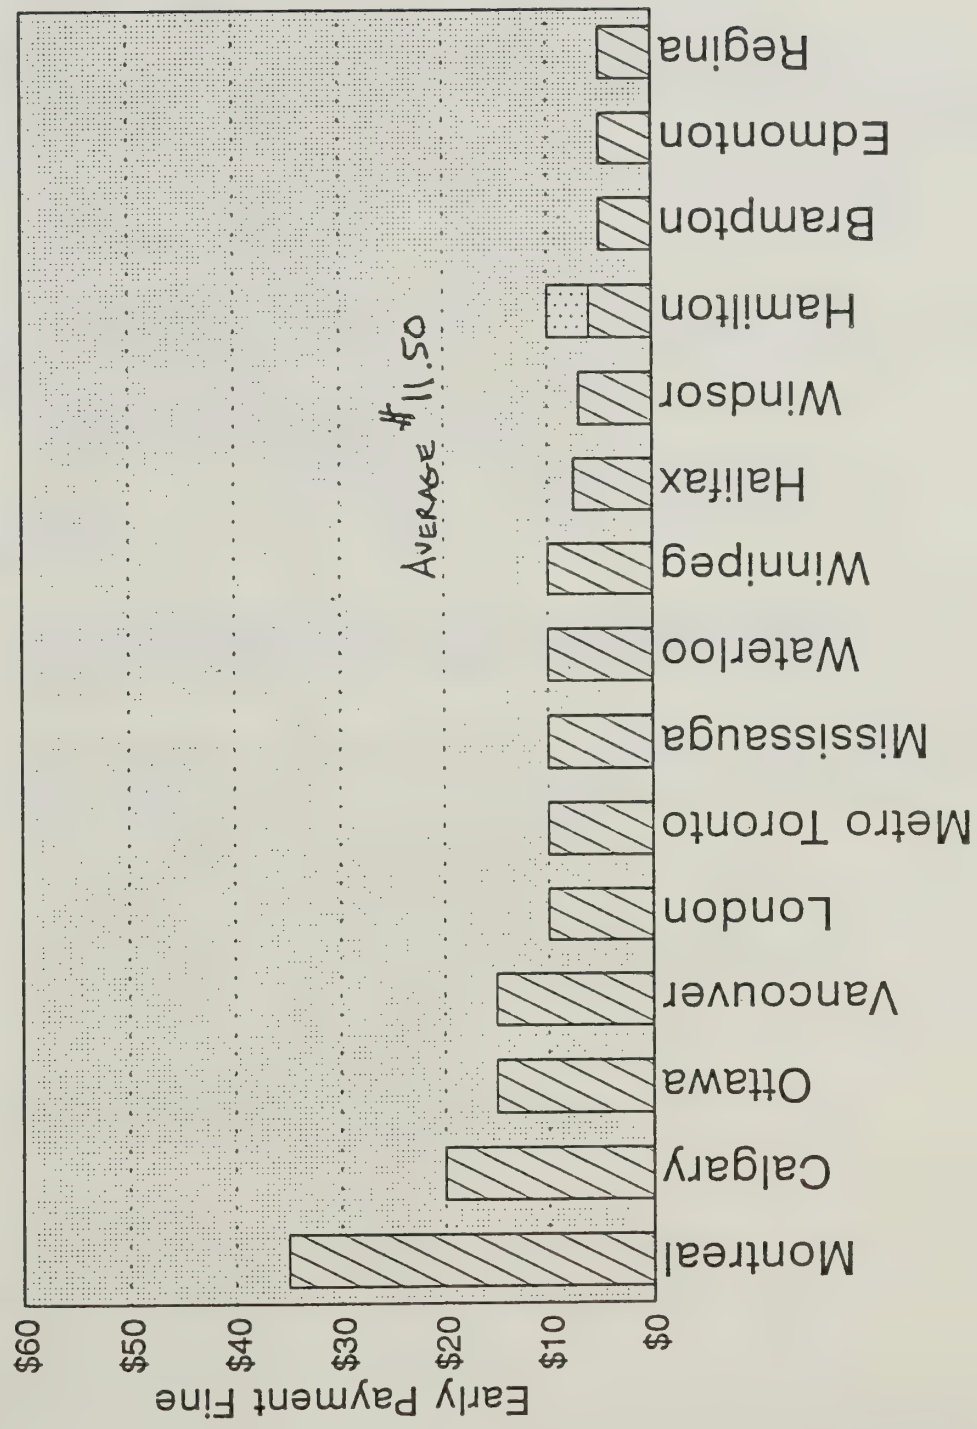 Early Payment Fine
$60
$50
$40
$30
$20
$10
$0
AVERAGE $11.50
Montreal
Calgary
Ottawa
Vancouver
London
Metro Toronto
Mississauga
Waterloo
Winnipeg
Halifax
Windsor
Hamilton
Brampton
Edmonton
Regina